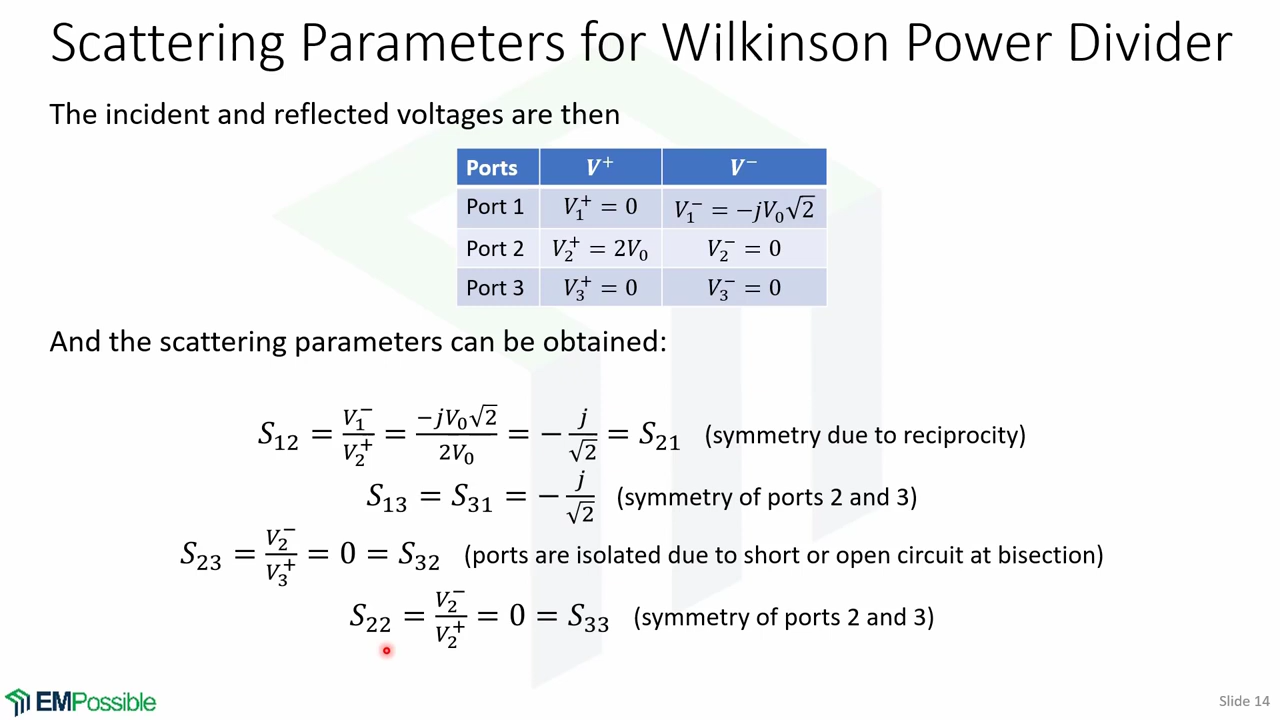 Scattering Parameters for Wilkinson Power Divider
The incident and reflected voltages are then
Ports V⁺ V⁻
Port 1 V₁⁺ = 0 V₁⁻ = −jV₀√2
Port 2 V₂⁺ = 2V₀ V₂⁻ = 0
Port 3 V₃⁺ = 0 V₃⁻ = 0
And the scattering parameters can be obtained:
S₁₂ = V₁⁻/V₂⁺ = −jV₀√2/2V₀ = −j/√2 = S₂₁ (symmetry due to reciprocity)
S₁₃ = S₃₁ = −j/√2 (symmetry of ports 2 and 3)
S₂₃ = V₂⁻/V₃⁺ = 0 = S₃₂ (ports are isolated due to short or open circuit at bisection)
S₂₂ = V₂⁻/V₂⁺ = 0 = S₃₃ (symmetry of ports 2 and 3)
EMPossible
Slide 14